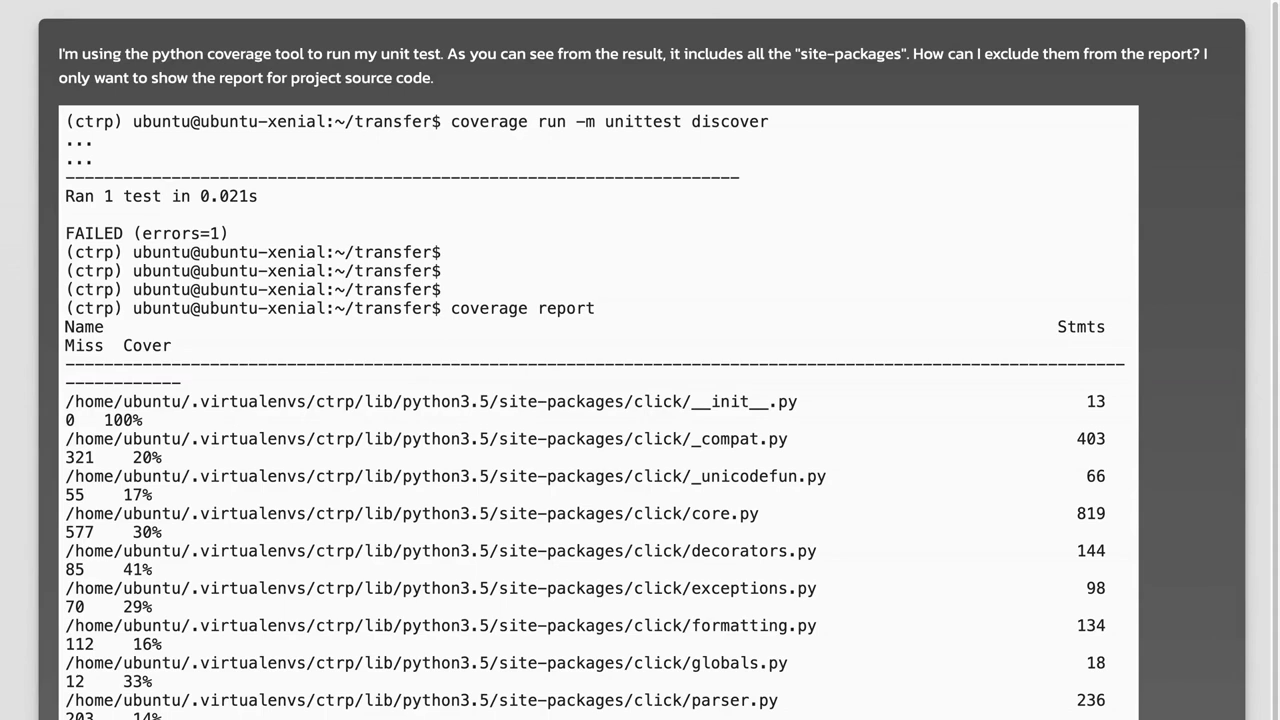 I'm using the python coverage tool to run my unit test. As you can see from the result, it includes all the "site-packages". How can I exclude them from the report? I
only want to show the report for project source code.
(ctrp) ubuntu@ubuntu-xenial:~/transfer$ coverage run -m unittest discover
...
...
----------------------------------------------------------------------
Ran 1 test in 0.021s
FAILED (errors=1)
(ctrp) ubuntu@ubuntu-xenial:~/transfer$
(ctrp) ubuntu@ubuntu-xenial:~/transfer$
(ctrp) ubuntu@ubuntu-xenial:~/transfer$
(ctrp) ubuntu@ubuntu-xenial:~/transfer$ coverage report
Name Stmts
Miss Cover
--------------------------------------------------------------------------------------------------------------
------------
/home/ubuntu/.virtualenvs/ctrp/lib/python3.5/site-packages/click/__init__.py 13
0 100%
/home/ubuntu/.virtualenvs/ctrp/lib/python3.5/site-packages/click/_compat.py 403
321 20%
/home/ubuntu/.virtualenvs/ctrp/lib/python3.5/site-packages/click/_unicodefun.py 66
55 17%
/home/ubuntu/.virtualenvs/ctrp/lib/python3.5/site-packages/click/core.py 819
577 30%
/home/ubuntu/.virtualenvs/ctrp/lib/python3.5/site-packages/click/decorators.py 144
85 41%
/home/ubuntu/.virtualenvs/ctrp/lib/python3.5/site-packages/click/exceptions.py 98
70 29%
/home/ubuntu/.virtualenvs/ctrp/lib/python3.5/site-packages/click/formatting.py 134
112 16%
/home/ubuntu/.virtualenvs/ctrp/lib/python3.5/site-packages/click/globals.py 18
12 33%
/home/ubuntu/.virtualenvs/ctrp/lib/python3.5/site-packages/click/parser.py 236
203 14%